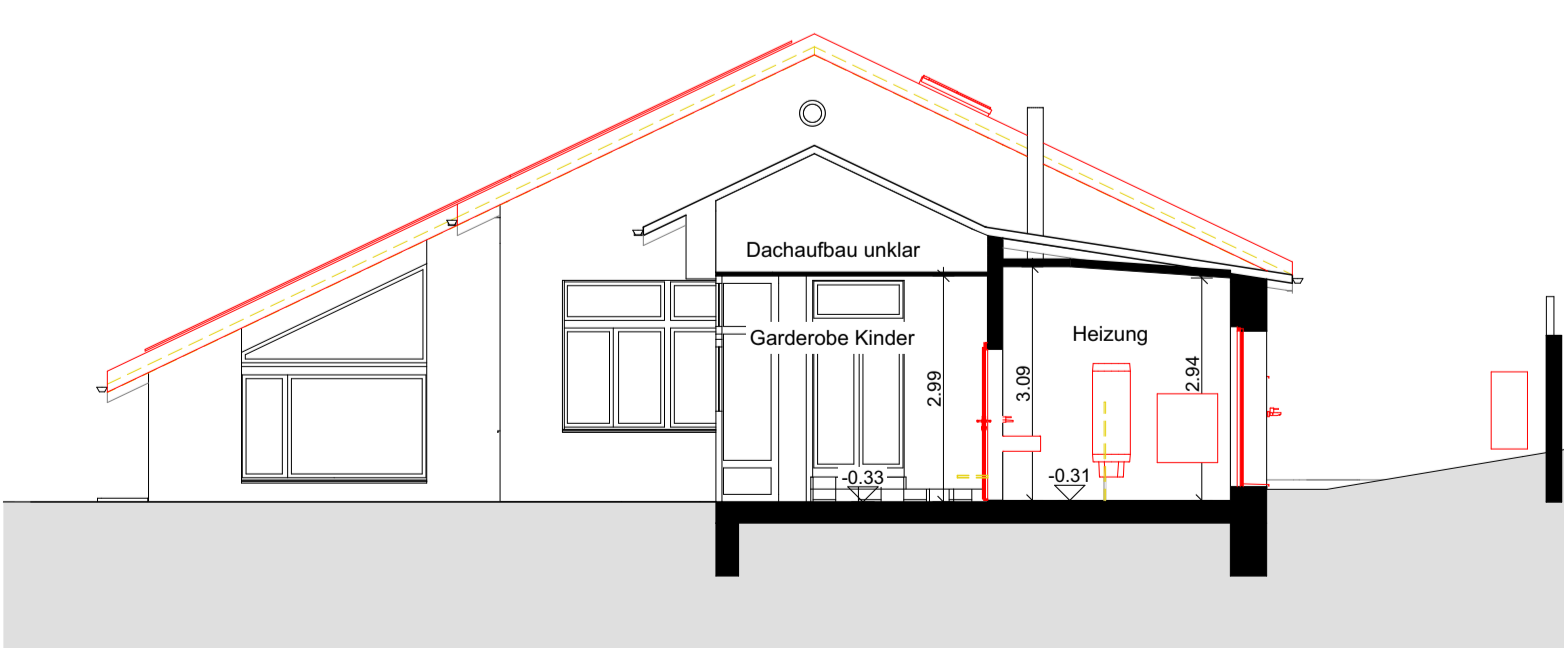 Dachaufbau unklar
Garderobe Kinder
Heizung
2.99
3.09
2.94
-0.33
-0.31